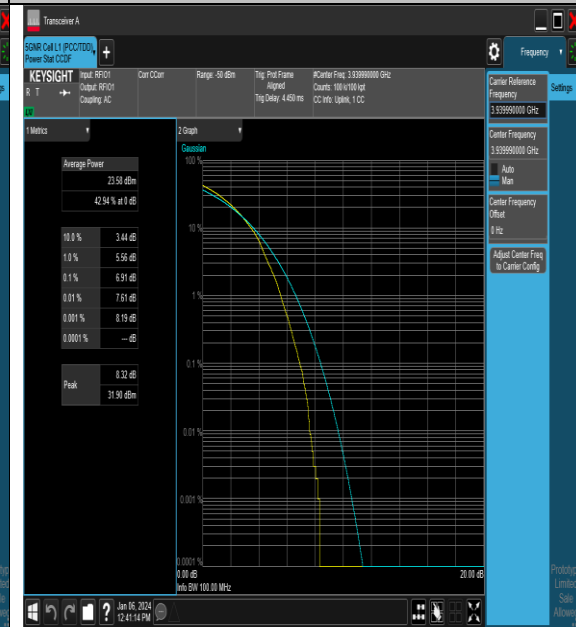 Transceiver A
5GNR Cell L1 (PCC/TDD),
Power Stat CCDF
+
Frequency
KEYSIGHT
R T
Input: RFIO1
Output: RFIO1
Coupling: AC
Corr CCorr
Range: -50 dBm
Trig: Prot Frame
Aligned
Trig Delay: 4.450 ms
#Center Freq: 3.939990000 GHz
Counts: 100 k/100 kpt
CC Info: Uplink, 1 CC
1 Metrics
Average Power
23.58 dBm
42.94 % at 0 dB
10.0 % 3.44 dB
1.0 % 5.56 dB
0.1 % 6.91 dB
0.01 % 7.61 dB
0.001 % 8.19 dB
0.0001 % --- dB
Peak
8.32 dB
31.90 dBm
2 Graph
Gaussian
100 %
10 %
1 %
0.1 %
0.01 %
0.001 %
0.0001 %
0.00 dB
20.00 dB
Info BW 100.00 MHz
Carrier Reference
Frequency
3.939990000 GHz
Center Frequency
3.939990000 GHz
Auto
Man
Center Frequency
Offset
0 Hz
Adjust Center Freq
to Carrier Config
Settings
?
Jan 06, 2024
12:41:14 PM
Limited
Sale